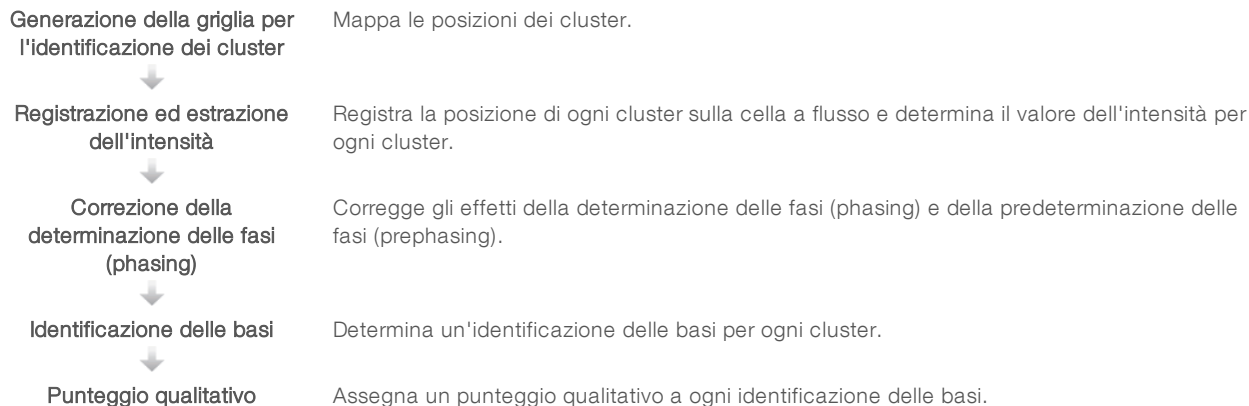 Generazione della griglia per
l'identificazione dei cluster
Mappa le posizioni dei cluster.
Registrazione ed estrazione
dell'intensità
Registra la posizione di ogni cluster sulla cella a flusso e determina il valore dell'intensità per
ogni cluster.
Correzione della
determinazione delle fasi
(phasing)
Corregge gli effetti della determinazione delle fasi (phasing) e della predeterminazione delle
fasi (prephasing).
Identificazione delle basi
Determina un'identificazione delle basi per ogni cluster.
Punteggio qualitativo
Assegna un punteggio qualitativo a ogni identificazione delle basi.